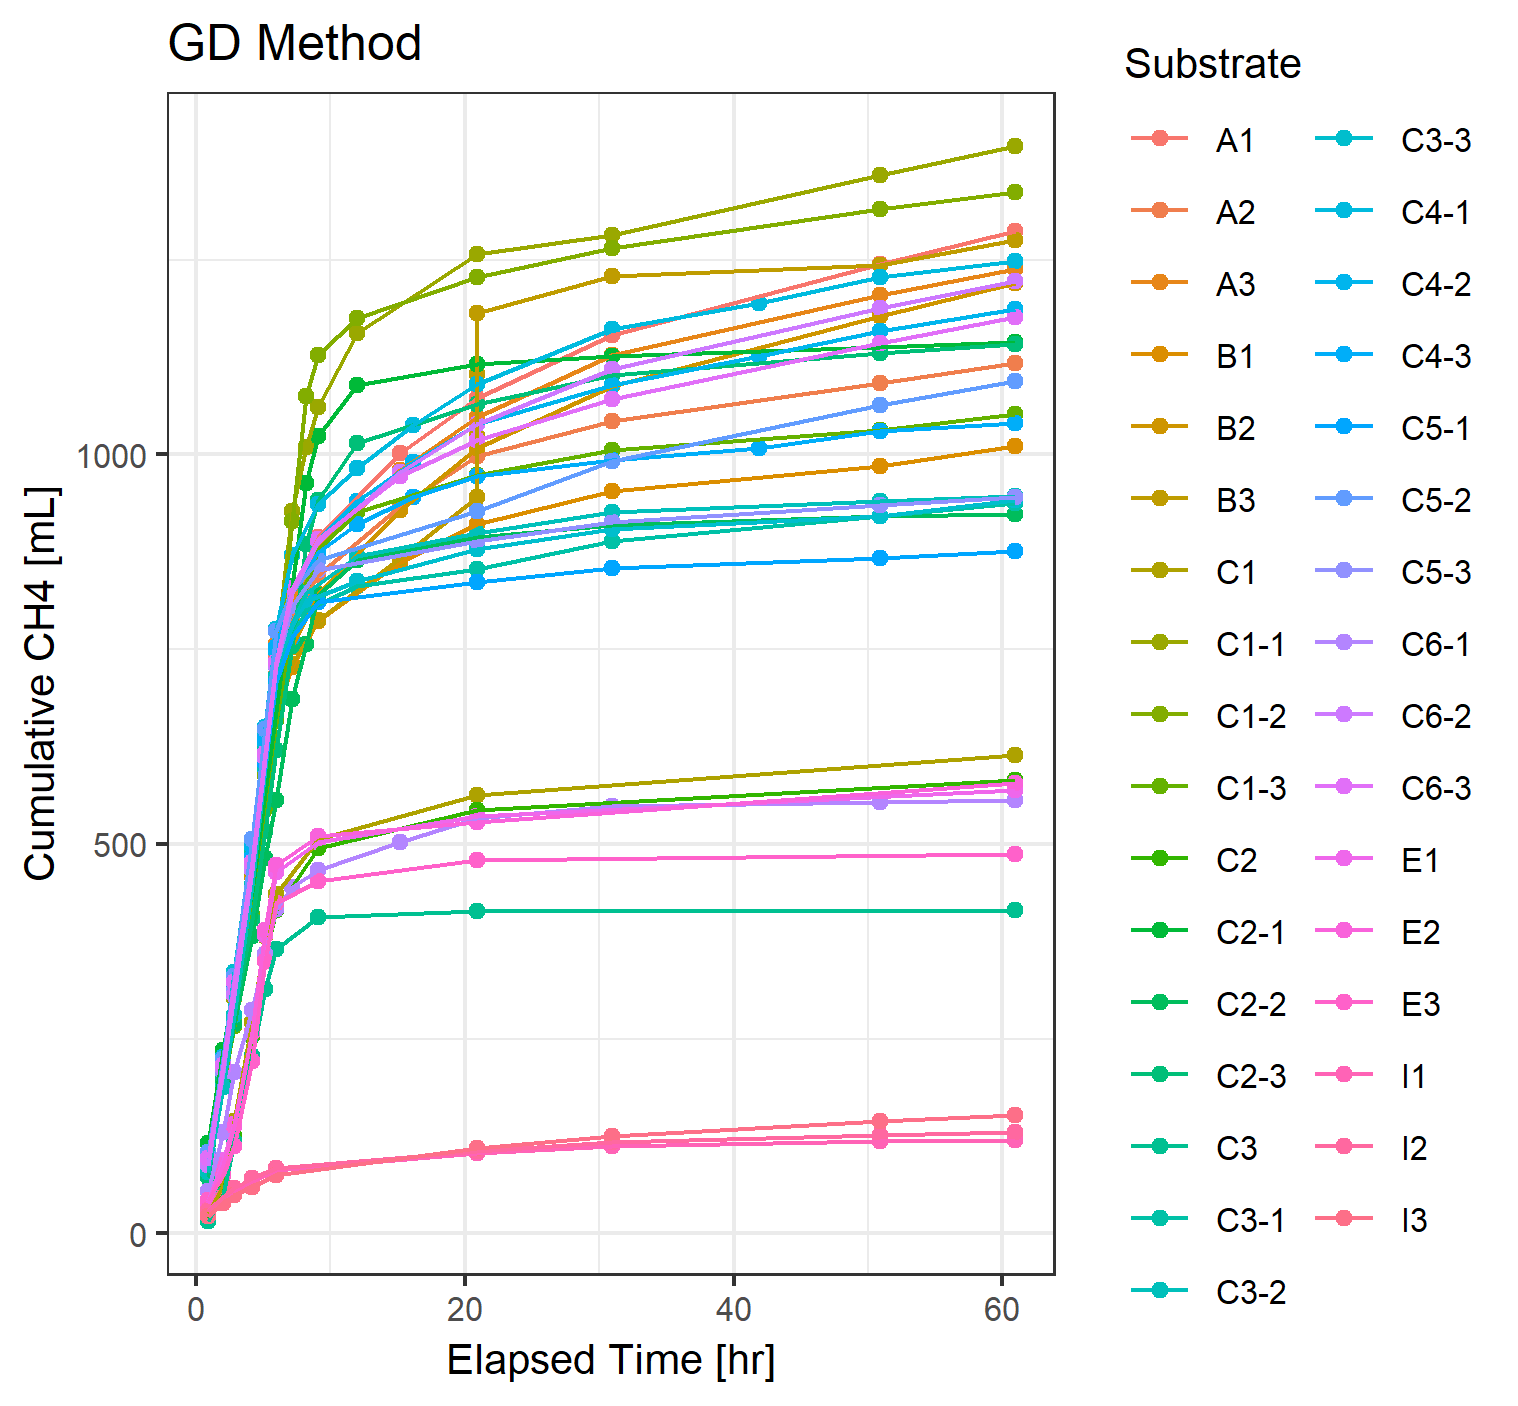 GD Method
Cumulative CH4 [mL]
1000
500
0
0 20 40 60
Elapsed Time [hr]
Substrate
A1
A2
A3
B1
B2
B3
C1
C1-1
C1-2
C1-3
C2
C2-1
C2-2
C2-3
C3
C3-1
C3-2
C3-3
C4-1
C4-2
C4-3
C5-1
C5-2
C5-3
C6-1
C6-2
C6-3
E1
E2
E3
I1
I2
I3